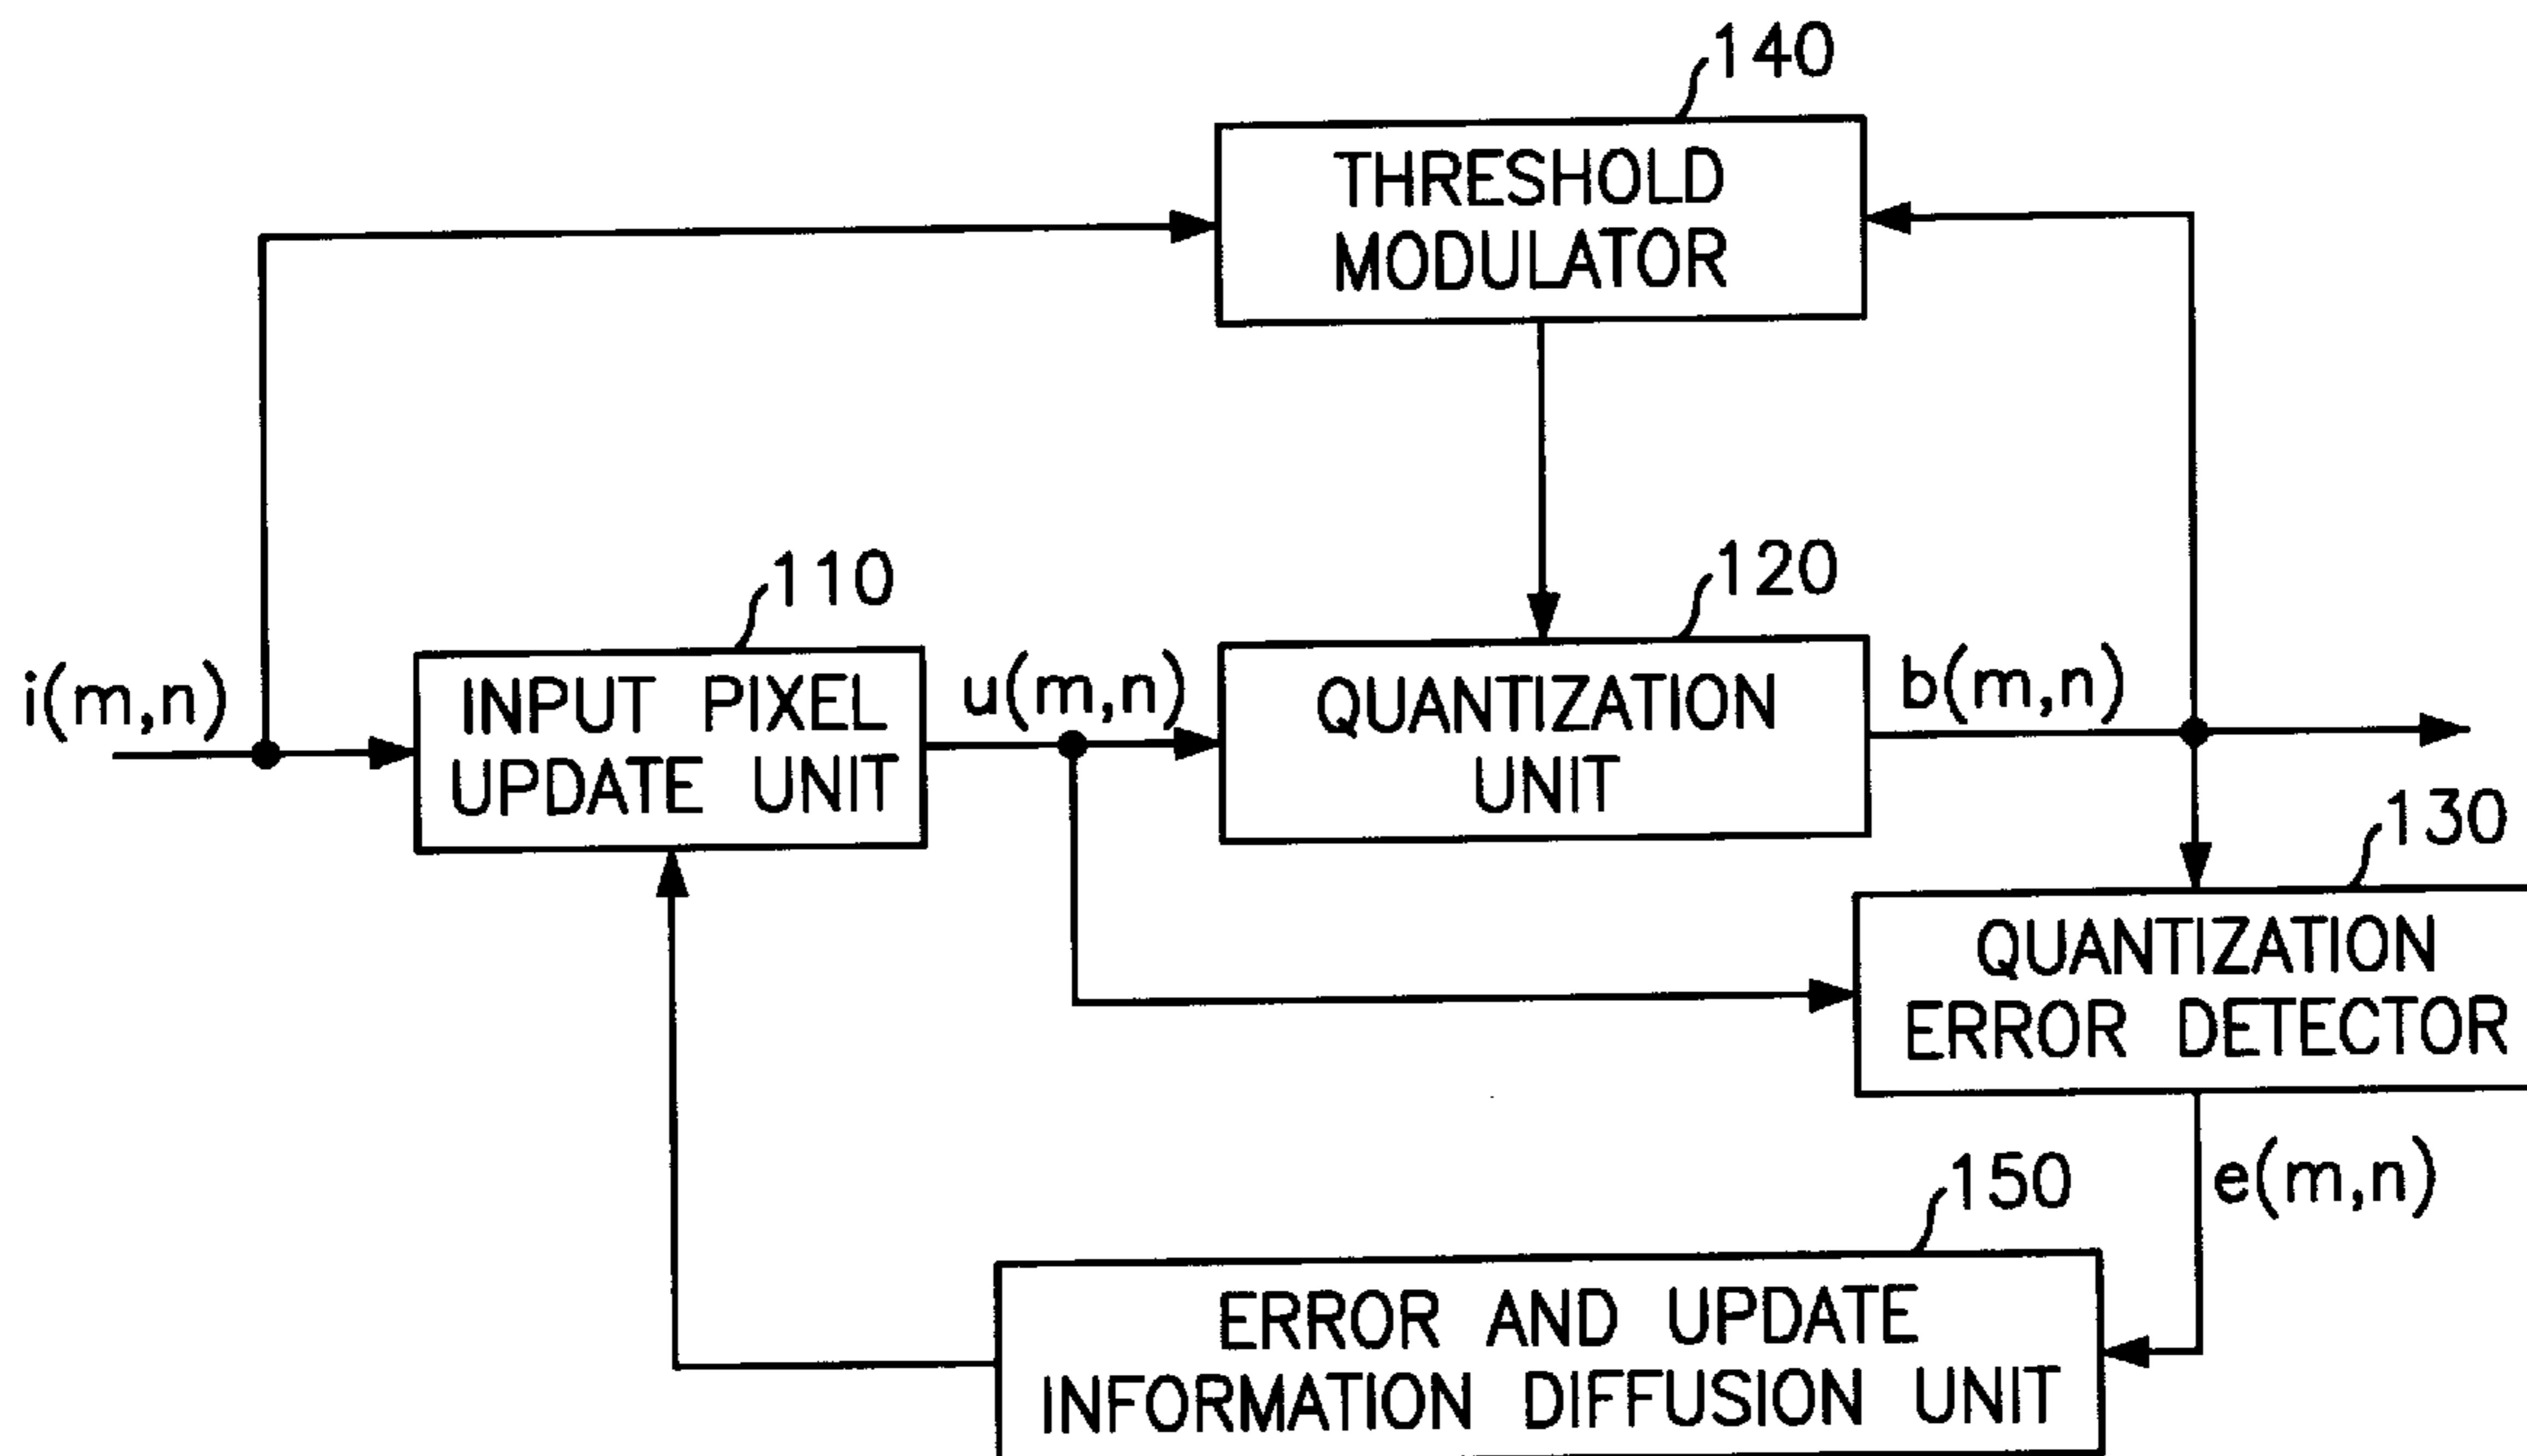 140
THRESHOLD
MODULATOR
110
120
i(m,n)
INPUT PIXEL
UPDATE UNIT
u(m,n)
QUANTIZATION
UNIT
b(m,n)
130
QUANTIZATION
ERROR DETECTOR
150
e(m,n)
ERROR AND UPDATE
INFORMATION DIFFUSION UNIT